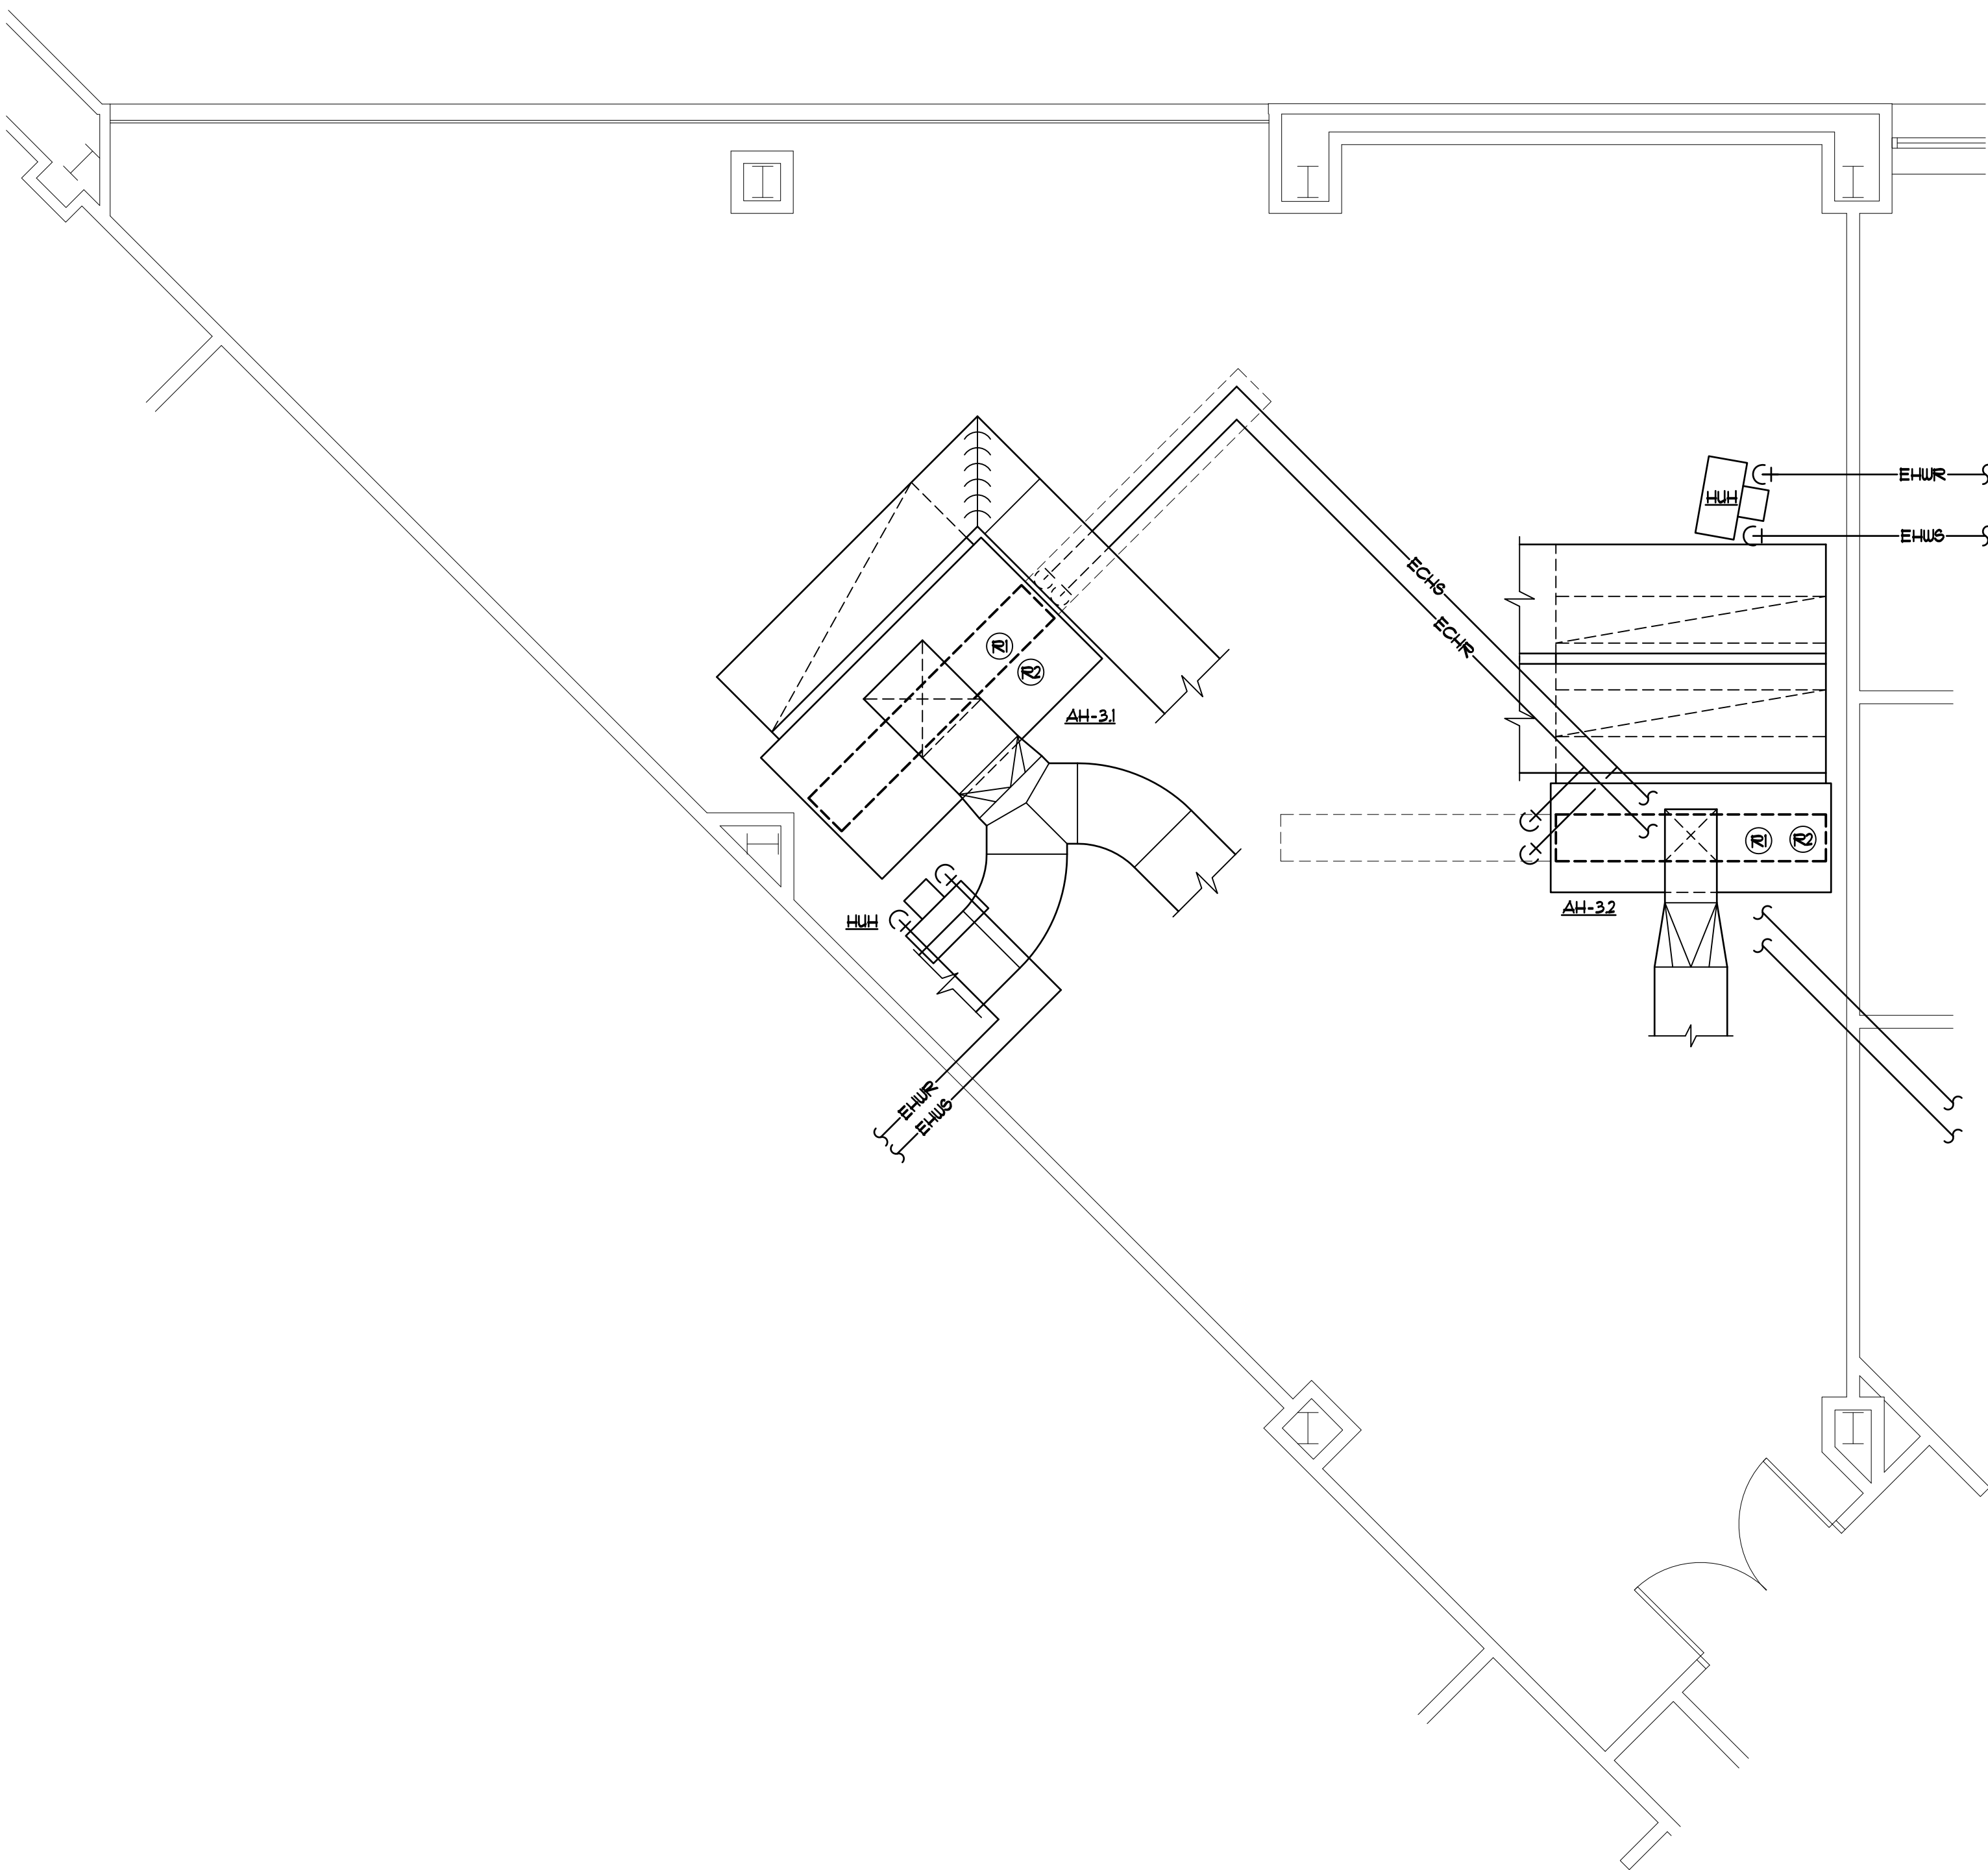 EHWR
HUH
EHWS
ECHS
ECHR
R1
R2
AH-3.1
R1
R2
AH-3.2
HUH
EHWR
EHWS